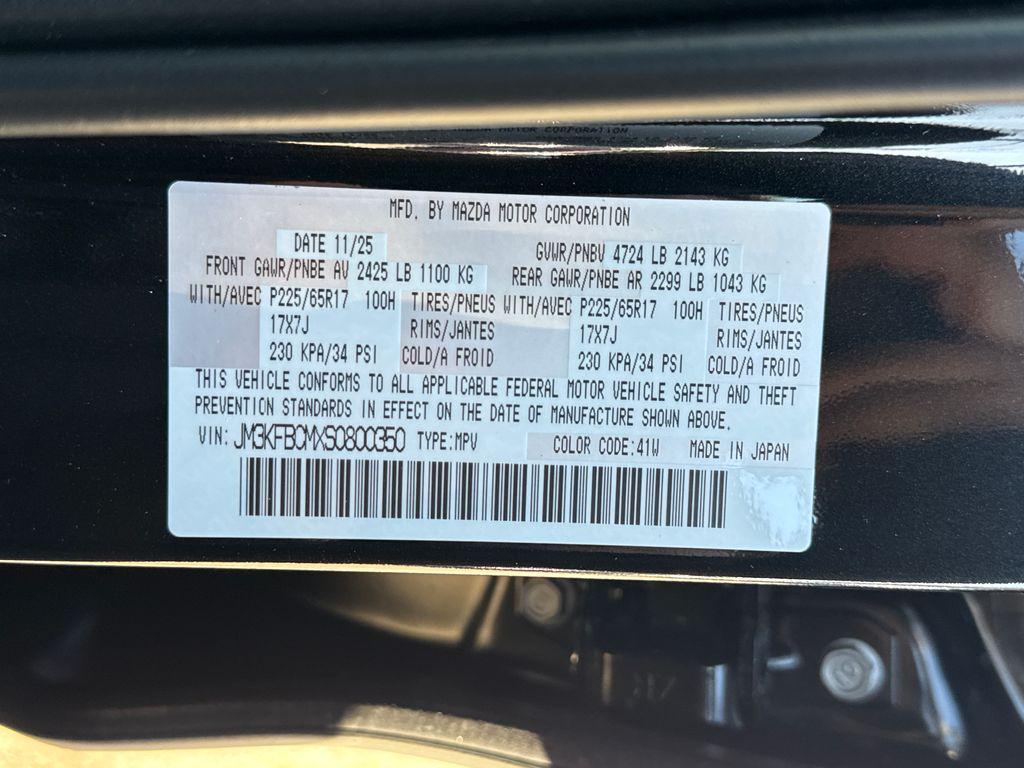 MFD. BY MAZDA MOTOR CORPORATION
DATE 11/25 GVWR/PNBV 4724 LB 2143 KG
FRONT GAWR/PNBE AV 2425 LB 1100 KG REAR GAWR/PNBE AR 2299 LB 1043 KG
WITH/AVEC P225/65R17 100H TIRES/PNEUS WITH/AVEC P225/65R17 100H TIRES/PNEUS
17X7J RIMS/JANTES 17X7J RIMS/JANTES
230 KPA/34 PSI COLD/A FROID 230 KPA/34 PSI COLD/A FROID
THIS VEHICLE CONFORMS TO ALL APPLICABLE FEDERAL MOTOR VEHICLE SAFETY AND THEFT
PREVENTION STANDARDS IN EFFECT ON THE DATE OF MANUFACTURE SHOWN ABOVE.
VIN: JM3KFBCMXS0800350 TYPE:MPV COLOR CODE:41W MADE IN JAPAN